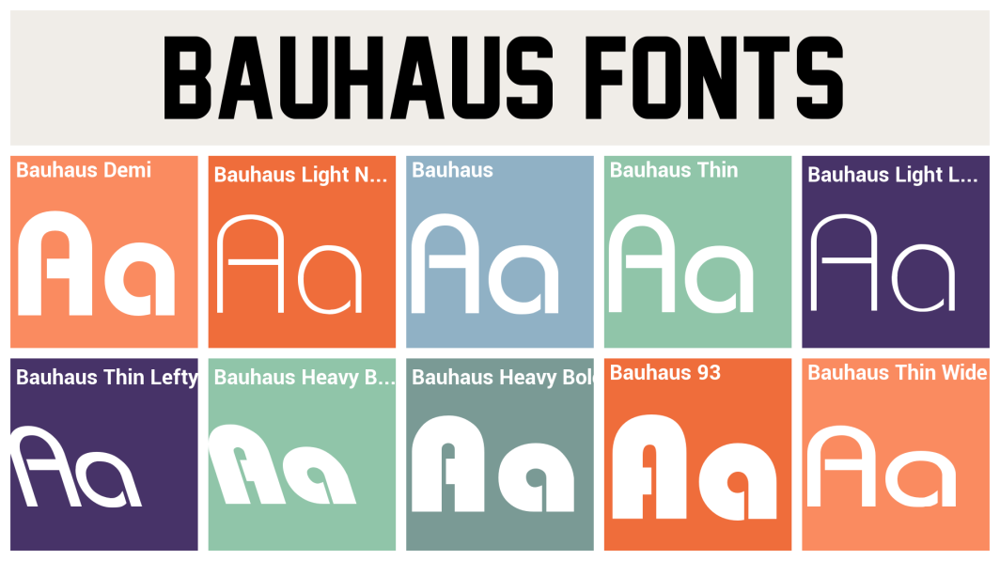 BAUHAUS FONTS
Bauhaus Demi
Aa
Bauhaus Light N...
Aa
Bauhaus
Aa
Bauhaus Thin
Aa
Bauhaus Light L...
Aa
Bauhaus Thin Lefty
Aa
Bauhaus Heavy B...
Aa
Bauhaus Heavy Bol
Aa
Bauhaus 93
Aa
Bauhaus Thin Wide
Aa